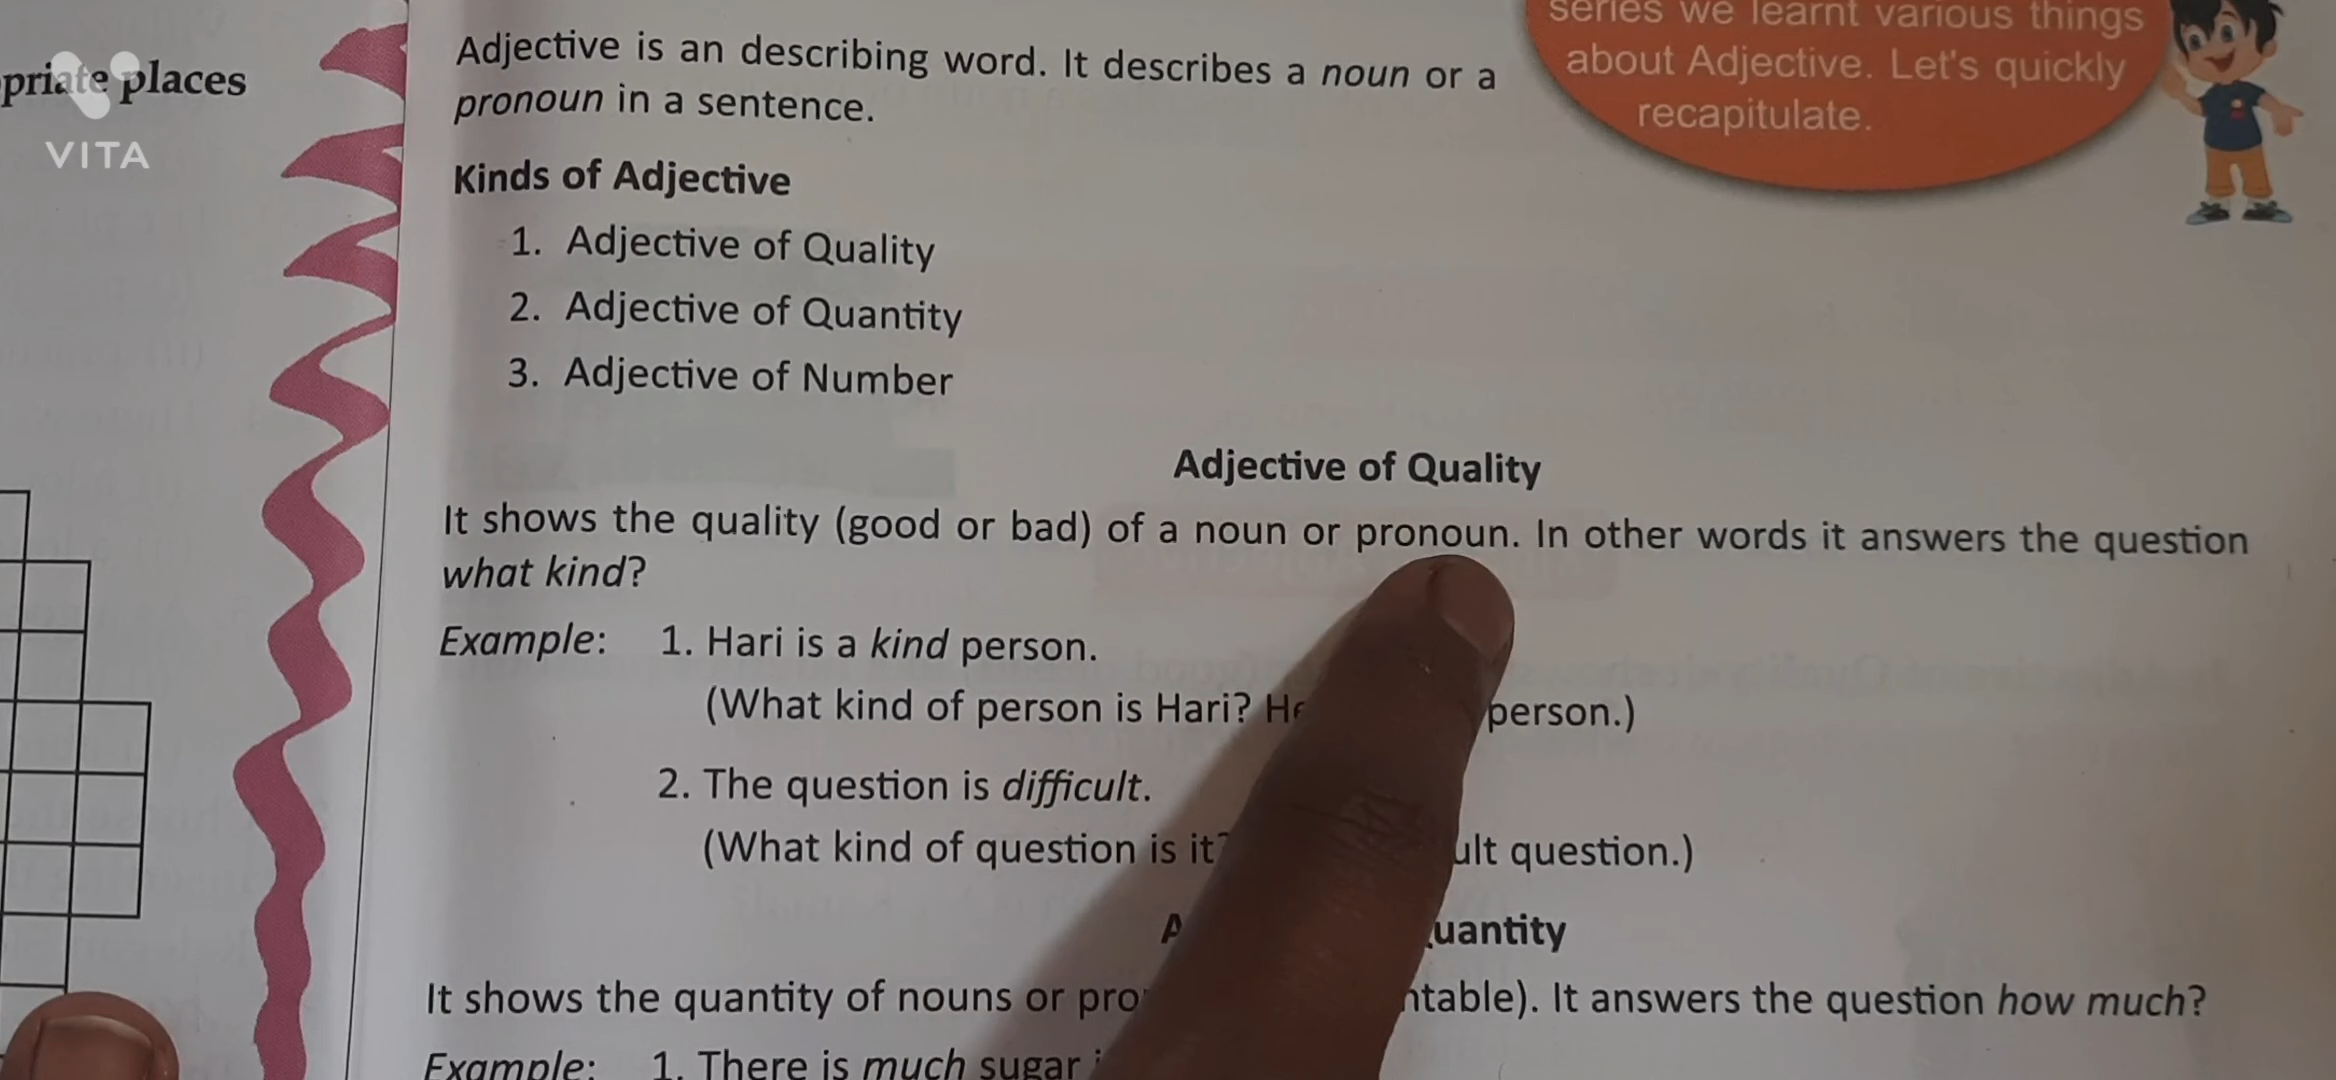 priate places
VITA
series we learnt various things
about Adjective. Let's quickly
recapitulate.
Adjective is an describing word. It describes a noun or a
pronoun in a sentence.
Kinds of Adjective
1. Adjective of Quality
2. Adjective of Quantity
3. Adjective of Number
Adjective of Quality
It shows the quality (good or bad) of a noun or pronoun. In other words it answers the question
what kind?
Example: 1. Hari is a kind person.
(What kind of person is Hari? person.)
2. The question is difficult.
(What kind of question is it? question.)
It shows the quantity of nouns or It answers the question how much?
Example: 1. There is much sugar